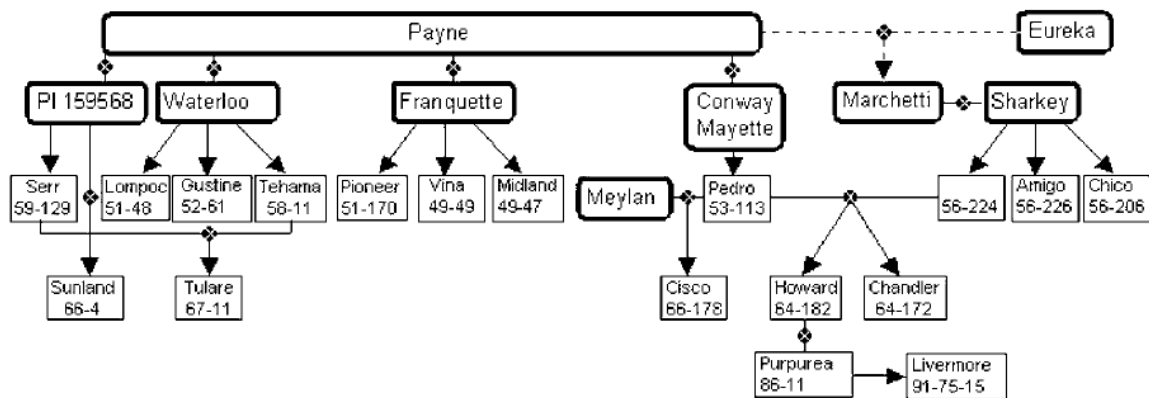 Payne
Eureka
PI 159568
Waterloo
Franquette
Conway
Mayette
Marchetti
Sharkey
Serr
59-129
Lompoc
51-48
Gustine
52-61
Tehama
58-11
Pioneer
51-170
Vina
49-49
Midland
49-47
Meylan
Pedro
53-113
56-224
Amigo
56-226
Chico
56-206
Sunland
66-4
Tulare
67-11
Cisco
66-178
Howard
64-182
Chandler
64-172
Purpurea
86-11
Livermore
91-75-15